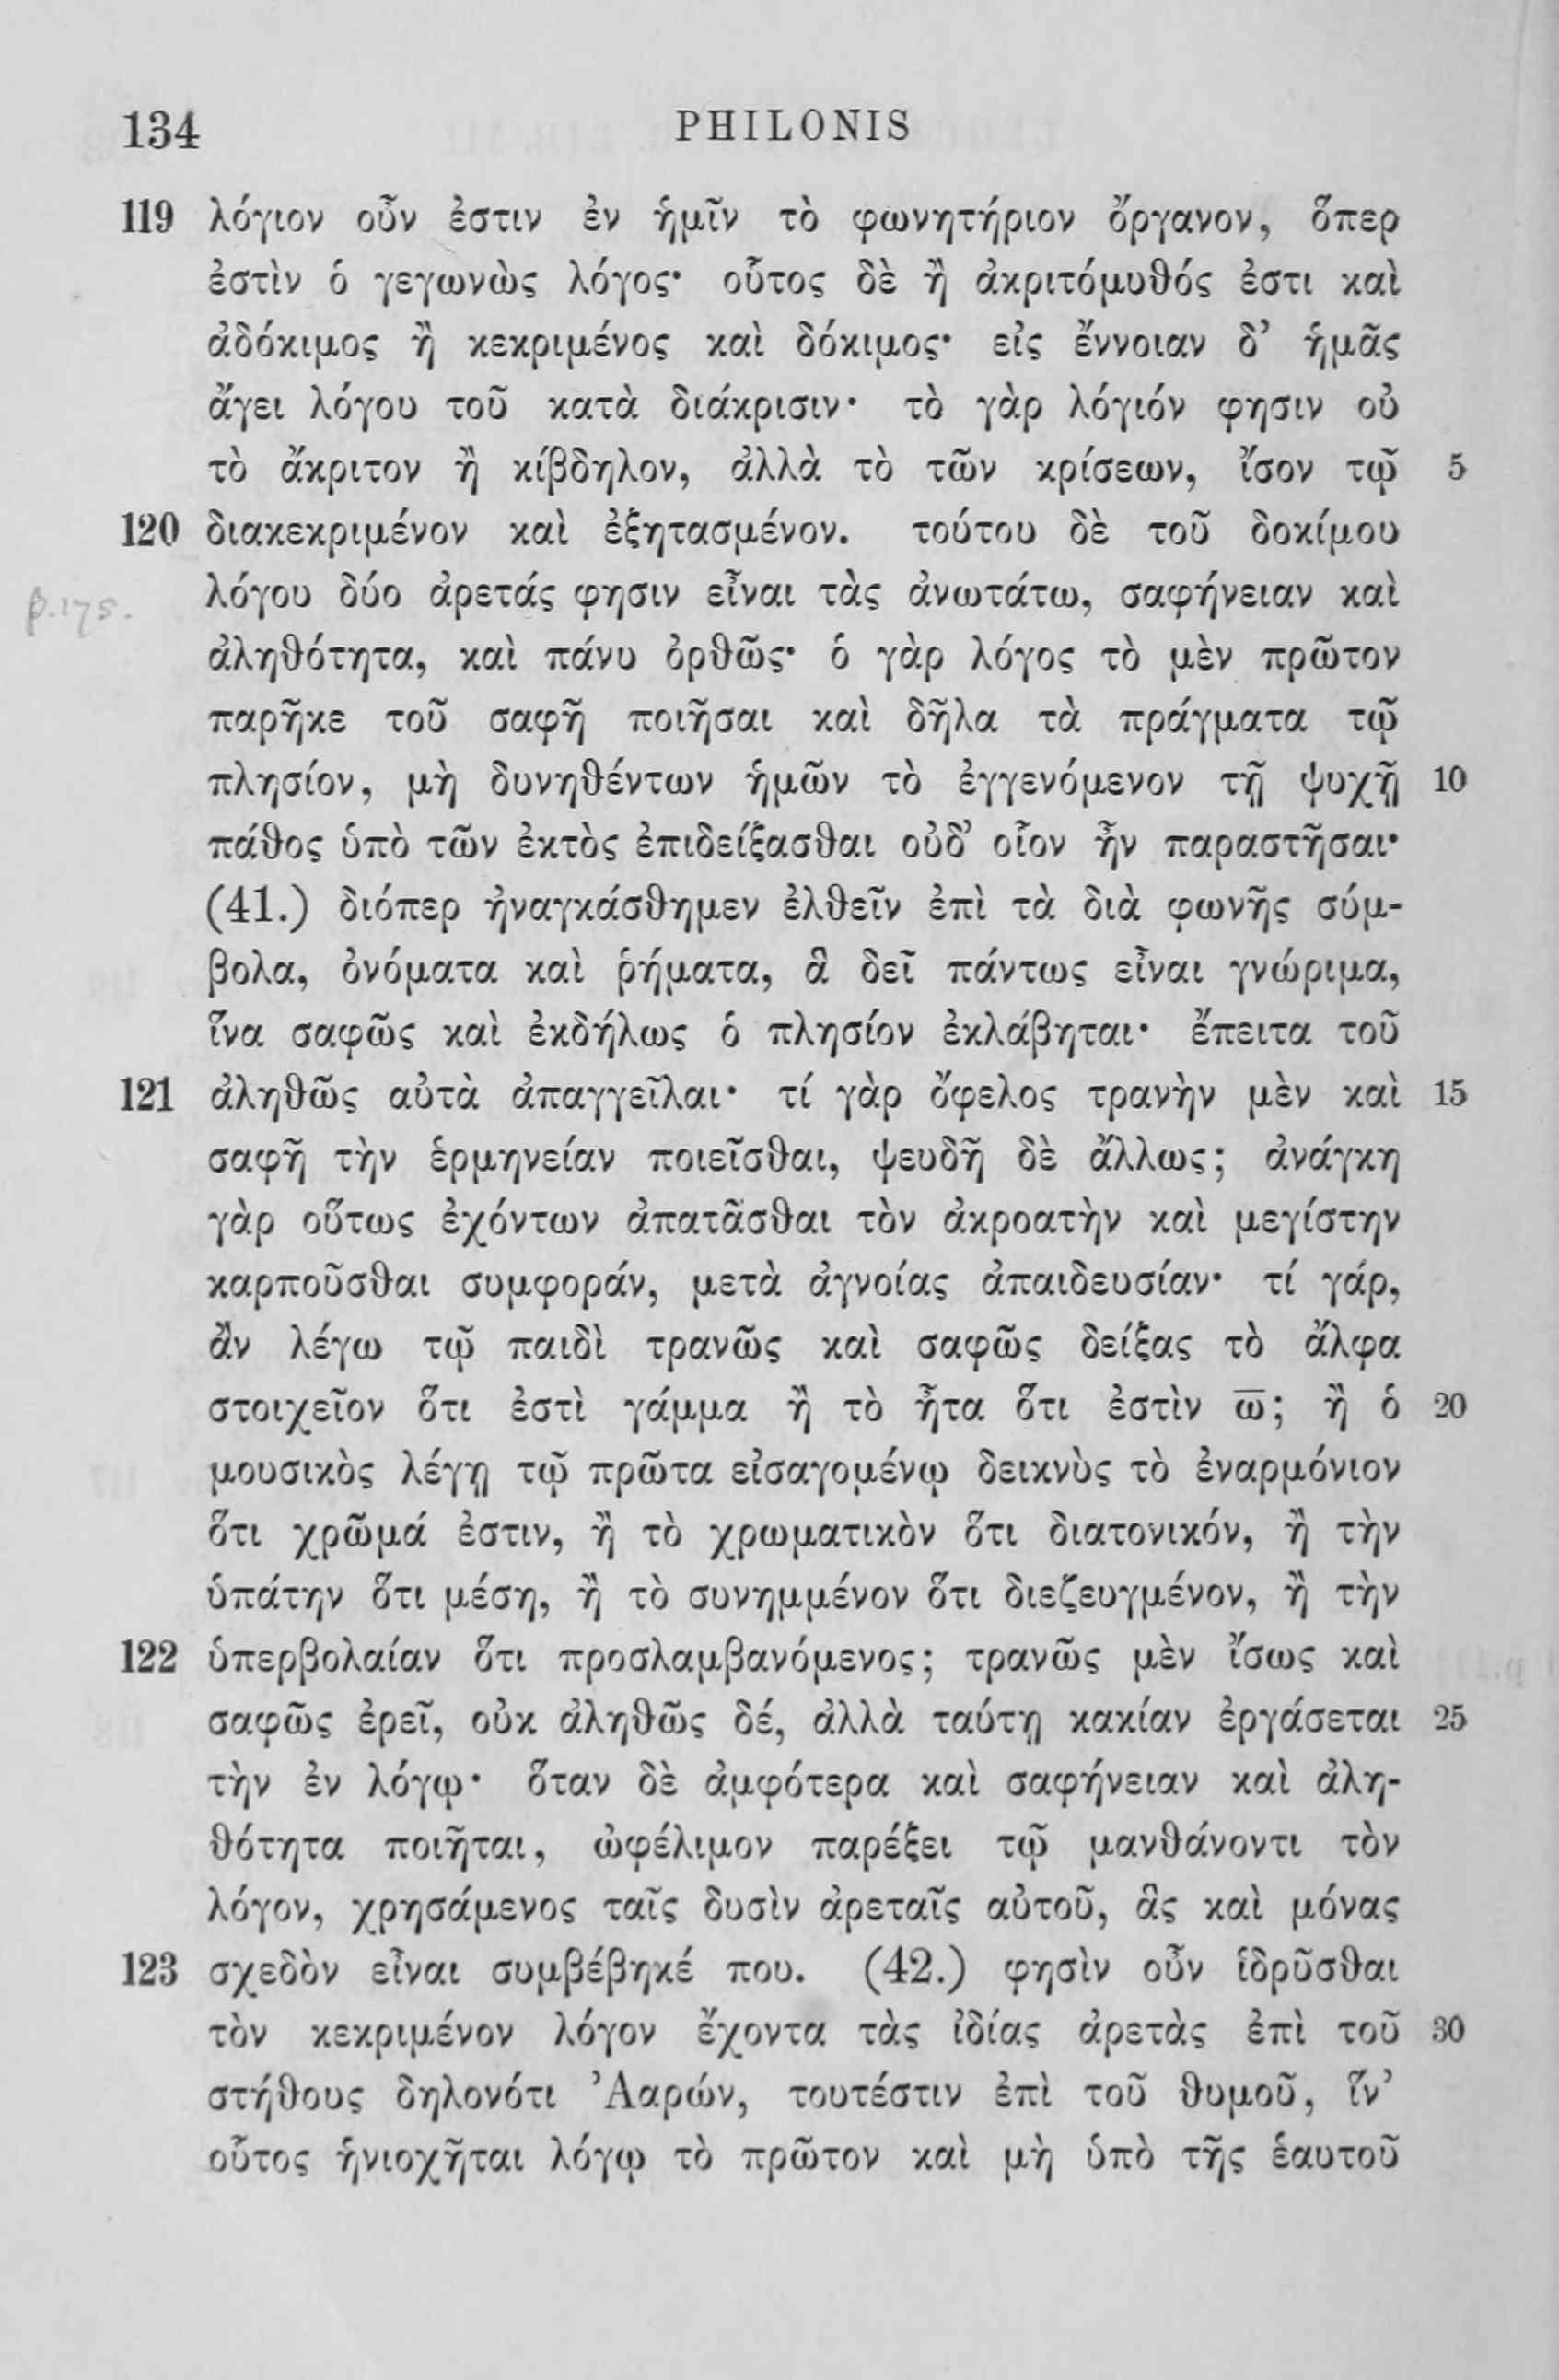 134 PHILONIS
119 λόγιον οὖν ἐστιν ἐν ἡμῖν τὸ φωνητήριον ὄργανον, ὅπερ
ἐστὶν ὁ γεγωνὼς λόγος· οὗτος δὲ ἢ ἀκριτόμυθός ἐστι καὶ
ἀδόκιμος ἢ κεκριμένος καὶ δόκιμος· εἰς ἔννοιαν δ’ ἡμᾶς
ἄγει λόγου τοῦ κατὰ διάκρισιν· τὸ γὰρ λόγιόν φησιν οὐ
τὸ ἄκριτον ἢ κίβδηλον, ἀλλὰ τὸ τῶν κρίσεων, ἴσον τῷ 5
120 διακεκριμένον καὶ ἐξητασμένον. τούτου δὲ τοῦ δοκίμου
λόγου δύο ἀρετάς φησιν εἶναι τὰς ἀνωτάτω, σαφήνειαν καὶ
p.175.
ἀληθότητα, καὶ πάνυ ὀρθῶς· ὁ γὰρ λόγος τὸ μὲν πρῶτον
παρῆκε τοῦ σαφῆ ποιῆσαι καὶ δῆλα τὰ πράγματα τῷ
πλησίον, μὴ δυνηθέντων ἡμῶν τὸ ἐγγενόμενον τῇ ψυχῇ 10
πάθος ὑπὸ τῶν ἐκτὸς ἐπιδείξασθαι οὐδ’ οἷον ἦν παραστῆσαι·
(41.) διόπερ ἠναγκάσθημεν ἐλθεῖν ἐπὶ τὰ διὰ φωνῆς σύμ-
βολα, ὀνόματα καὶ ῥήματα, ἃ δεῖ πάντως εἶναι γνώριμα,
ἵνα σαφῶς καὶ ἐκδήλως ὁ πλησίον ἐκλάβηται· ἔπειτα τοῦ
121 ἀληθῶς αὐτὰ ἀπαγγεῖλαι· τί γὰρ ὄφελος τρανὴν μὲν καὶ 15
σαφῆ τὴν ἑρμηνείαν ποιεῖσθαι, ψευδῆ δὲ ἄλλως; ἀνάγκη
γὰρ οὕτως ἐχόντων ἀπατᾶσθαι τὸν ἀκροατὴν καὶ μεγίστην
καρποῦσθαι συμφοράν, μετὰ ἀγνοίας ἀπαιδευσίαν· τί γάρ,
ἂν λέγω τῷ παιδὶ τρανῶς καὶ σαφῶς δείξας τὸ ἄλφα
στοιχεῖον ὅτι ἐστὶ γάμμα ἢ τὸ ἦτα ὅτι ἐστὶν ω̅; ἢ ὁ 20
μουσικὸς λέγῃ τῷ πρῶτα εἰσαγομένῳ δεικνὺς τὸ ἐναρμόνιον
ὅτι χρῶμά ἐστιν, ἢ τὸ χρωματικὸν ὅτι διατονικόν, ἢ τὴν
ὑπάτην ὅτι μέση, ἢ τὸ συνημμένον ὅτι διεζευγμένον, ἢ τὴν
122 ὑπερβολαίαν ὅτι προσλαμβανόμενος; τρανῶς μὲν ἴσως καὶ
σαφῶς ἐρεῖ, οὐκ ἀληθῶς δέ, ἀλλὰ ταύτῃ κακίαν ἐργάσεται 25
τὴν ἐν λόγῳ· ὅταν δὲ ἀμφότερα καὶ σαφήνειαν καὶ ἀλη-
θότητα ποιῆται, ὠφέλιμον παρέξει τῷ μανθάνοντι τὸν
λόγον, χρησάμενος ταῖς δυσὶν ἀρεταῖς αὐτοῦ, ἃς καὶ μόνας
123 σχεδὸν εἶναι συμβέβηκέ που. (42.) φησὶν οὖν ἱδρῦσθαι
τὸν κεκριμένον λόγον ἔχοντα τὰς ἰδίας ἀρετὰς ἐπὶ τοῦ 30
στήθους δηλονότι ’Ααρών, τουτέστιν ἐπὶ τοῦ θυμοῦ, ἵν’
οὗτος ἡνιοχῆται λόγῳ τὸ πρῶτον καὶ μὴ ὑπὸ τῆς ἑαυτοῦ